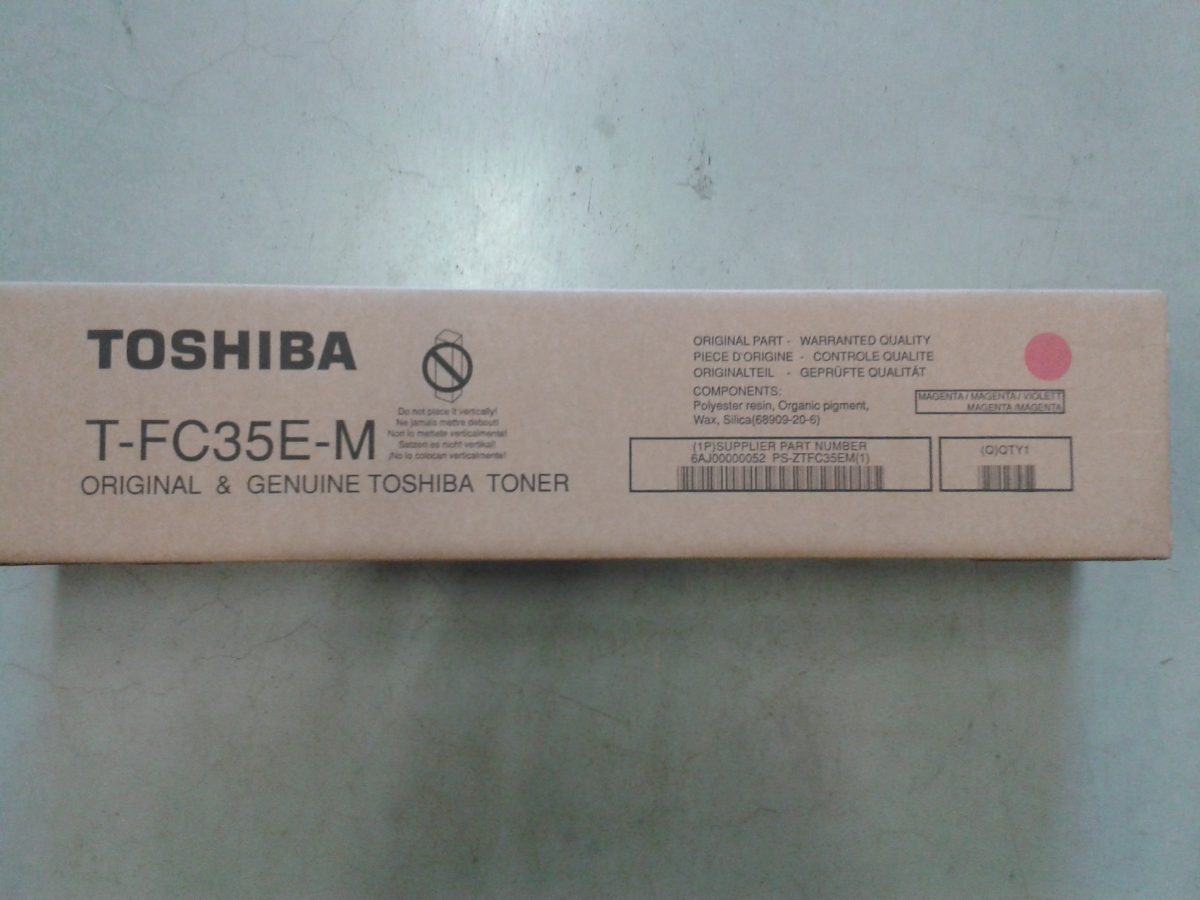 TOSHIBA
T-FC35E-M
ORIGINAL & GENUINE TOSHIBA TONER
Do not place it vertically!
Ne jamais mettre debout!
Non lo mettete verticalmente!
Setzen es nicht vertikal!
¡No lo colocan verticalmente!
ORIGINAL PART - WARRANTED QUALITY
PIECE D'ORIGINE - CONTROLE QUALITE
ORIGINALTEIL - GEPRÜFTE QUALITÄT
COMPONENTS:
Polyester resin, Organic pigment,
Wax, Silica(68909-20-6)
MAGENTA / MAGENTA / VIOLETT
MAGENTA /MAGENTA
(1P)SUPPLIER PART NUMBER
6AJ00000052 PS-ZTFC35EM(1)
(Q)QTY1